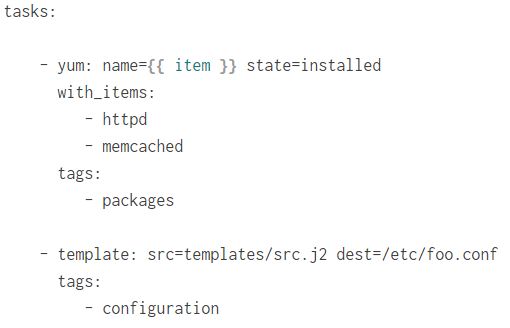 tasks:
- yum: name={{ item }} state=installed
with_items:
- httpd
- memcached
tags:
- packages
- template: src=templates/src.j2 dest=/etc/foo.conf
tags:
- configuration